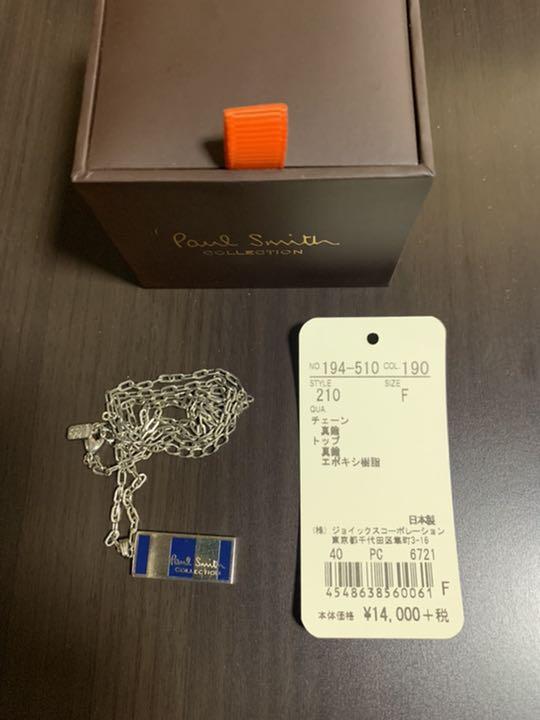 Paul Smith
COLLECTION
NO. 194-510 COL. 190
STYLE SIZE
210 F
QUA.
チェーン
真鍮
トップ
真鍮
エポキシ樹脂
日本製
(株) ジョイックスコーポレーション
東京都千代田区隼町3-16
40 PC 6721
4548638560061 F
本体価格 ¥14,000+税
Paul Smith
COLLECTION